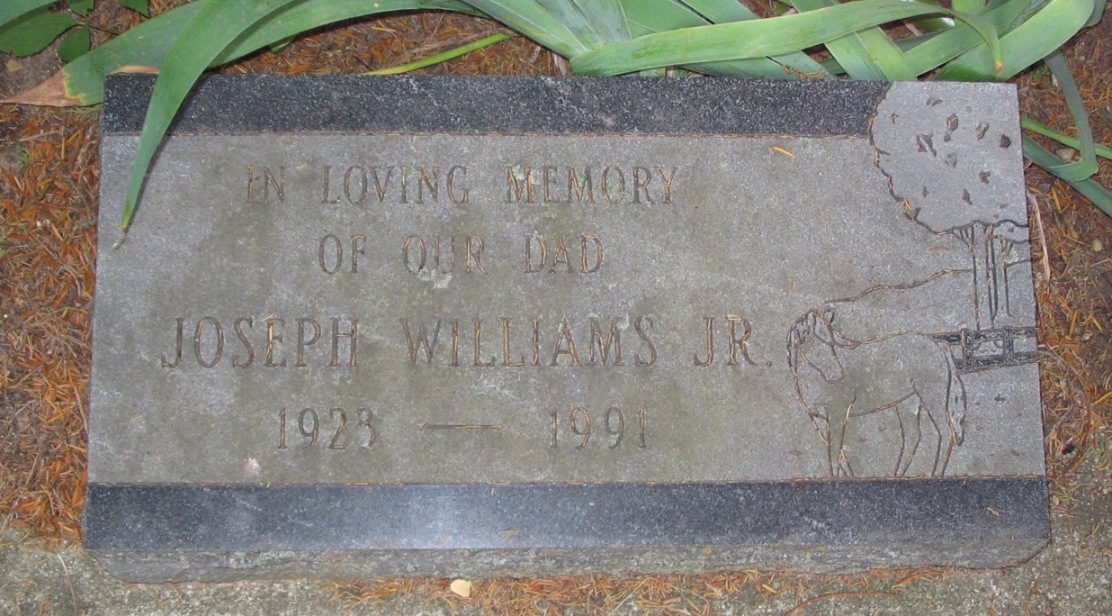 IN LOVING MEMORY
OF OUR DAD
JOSEPH WILLIAMS JR.
1923 — 1991